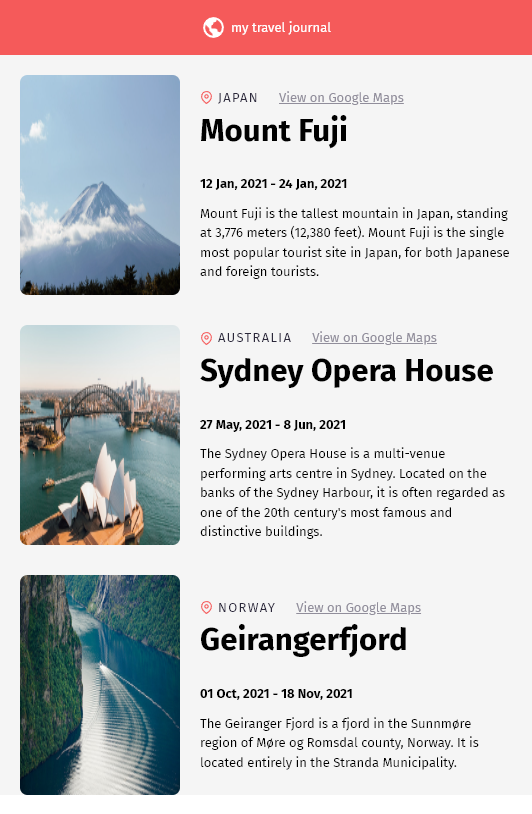 my travel journal
JAPAN View on Google Maps
Mount Fuji
12 Jan, 2021 - 24 Jan, 2021
Mount Fuji is the tallest mountain in Japan, standing
at 3,776 meters (12,380 feet). Mount Fuji is the single
most popular tourist site in Japan, for both Japanese
and foreign tourists.
AUSTRALIA View on Google Maps
Sydney Opera House
27 May, 2021 - 8 Jun, 2021
The Sydney Opera House is a multi-venue
performing arts centre in Sydney. Located on the
banks of the Sydney Harbour, it is often regarded as
one of the 20th century's most famous and
distinctive buildings.
NORWAY View on Google Maps
Geirangerfjord
01 Oct, 2021 - 18 Nov, 2021
The Geiranger Fjord is a fjord in the Sunnmøre
region of Møre og Romsdal county, Norway. It is
located entirely in the Stranda Municipality.